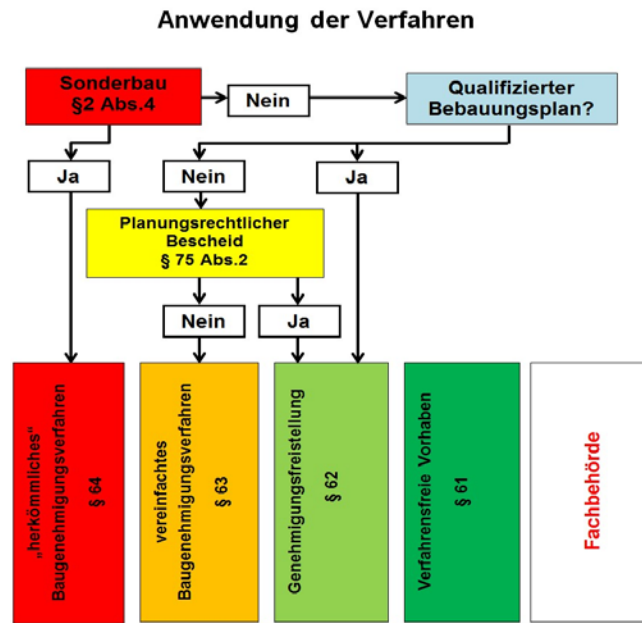 Anwendung der Verfahren
Sonderbau
§2 Abs.4
Nein
Qualifizierter
Bebauungsplan?
Ja
Nein
Ja
Planungsrechtlicher
Bescheid
§ 75 Abs.2
Nein
Ja
„herkömmliches“
Baugenehmigungsverfahren
§ 64
vereinfachtes
Baugenehmigungsverfahren
§ 63
Genehmigungsfreistellung
§ 62
Verfahrensfreie Vorhaben
§ 61
Fachbehörde